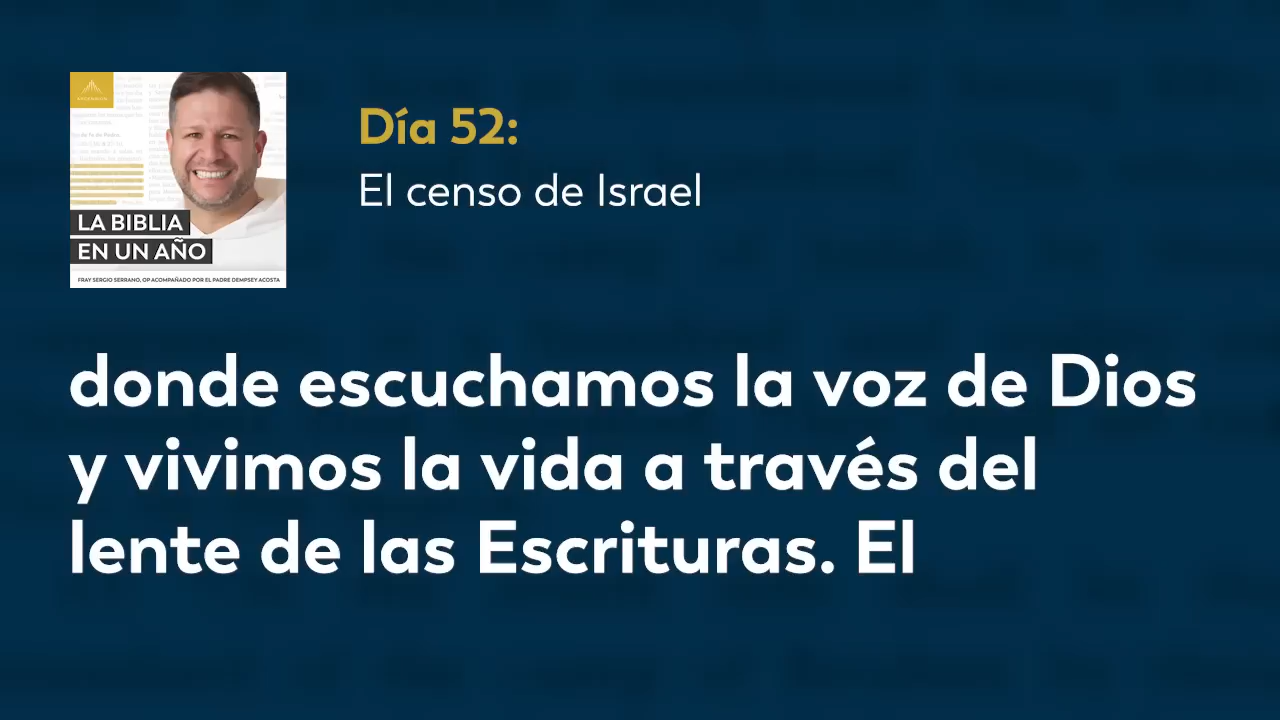 ASCENSION
LA BIBLIA
EN UN AÑO
FRAY SERGIO SERRANO, OP ACOMPAÑADO POR EL PADRE DEMPSEY ACOSTA
Día 52:
El censo de Israel
donde escuchamos la voz de Dios
y vivimos la vida a través del
lente de las Escrituras. El